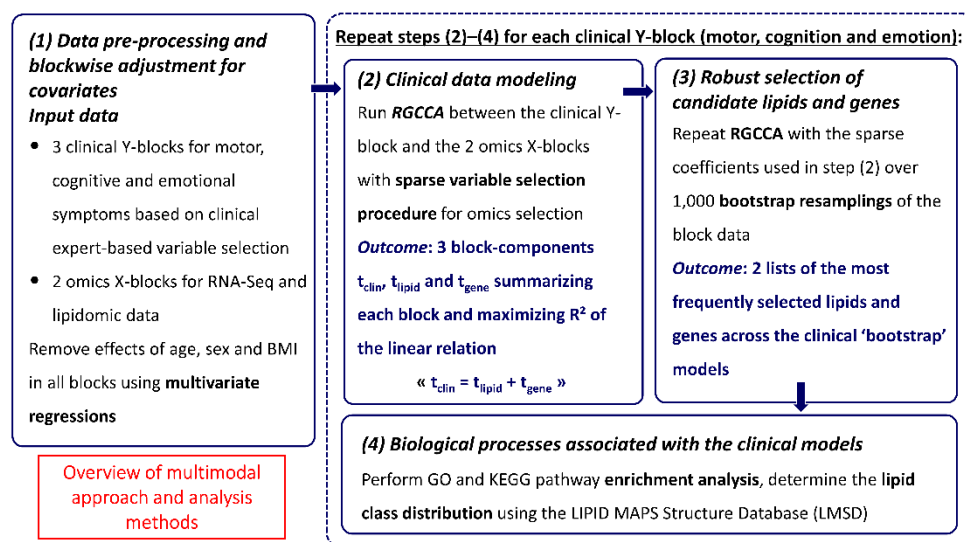 (1) Data pre-processing and
blockwise adjustment for
covariates
Input data
• 3 clinical Y-blocks for motor,
cognitive and emotional
symptoms based on clinical
expert-based variable selection
• 2 omics X-blocks for RNA-Seq and
lipidomic data
Remove effects of age, sex and BMI
in all blocks using multivariate
regressions
Overview of multimodal
approach and analysis
methods
Repeat steps (2)–(4) for each clinical Y-block (motor, cognition and emotion):
(2) Clinical data modeling
Run RGCCA between the clinical Y-
block and the 2 omics X-blocks
with sparse variable selection
procedure for omics selection
Outcome: 3 block-components
t_clin, t_lipid and t_gene summarizing
each block and maximizing R² of
the linear relation
« t_clin = t_lipid + t_gene »
(3) Robust selection of
candidate lipids and genes
Repeat RGCCA with the sparse
coefficients used in step (2) over
1,000 bootstrap resamplings of the
block data
Outcome: 2 lists of the most
frequently selected lipids and
genes across the clinical ‘bootstrap’
models
(4) Biological processes associated with the clinical models
Perform GO and KEGG pathway enrichment analysis, determine the lipid
class distribution using the LIPID MAPS Structure Database (LMSD)